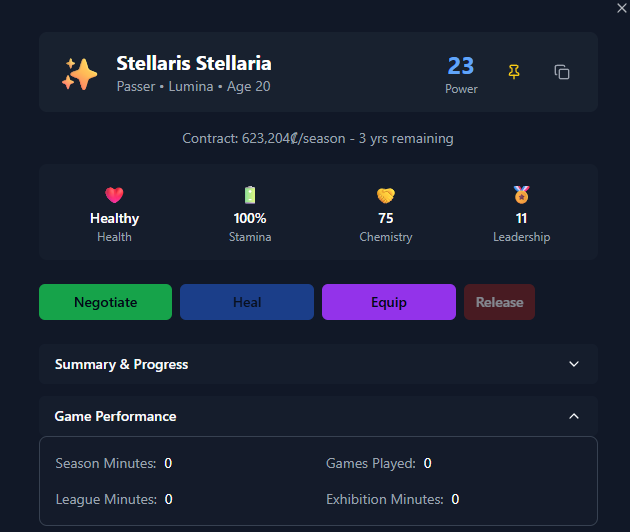 Stellaris Stellaria
Passer • Lumina • Age 20
23
Power
Contract: 623,204₡/season - 3 yrs remaining
Healthy
Health
100%
Stamina
75
Chemistry
11
Leadership
Negotiate
Heal
Equip
Release
Summary & Progress
Game Performance
Season Minutes: 0
Games Played: 0
League Minutes: 0
Exhibition Minutes: 0